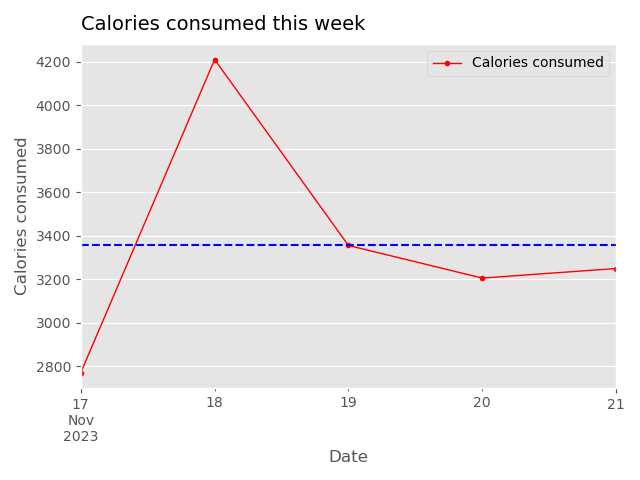 Calories consumed this week
Calories consumed
4200
4000
3800
3600
3400
3200
3000
2800
Calories consumed
17
Nov
2023
18
19
20
21
Date